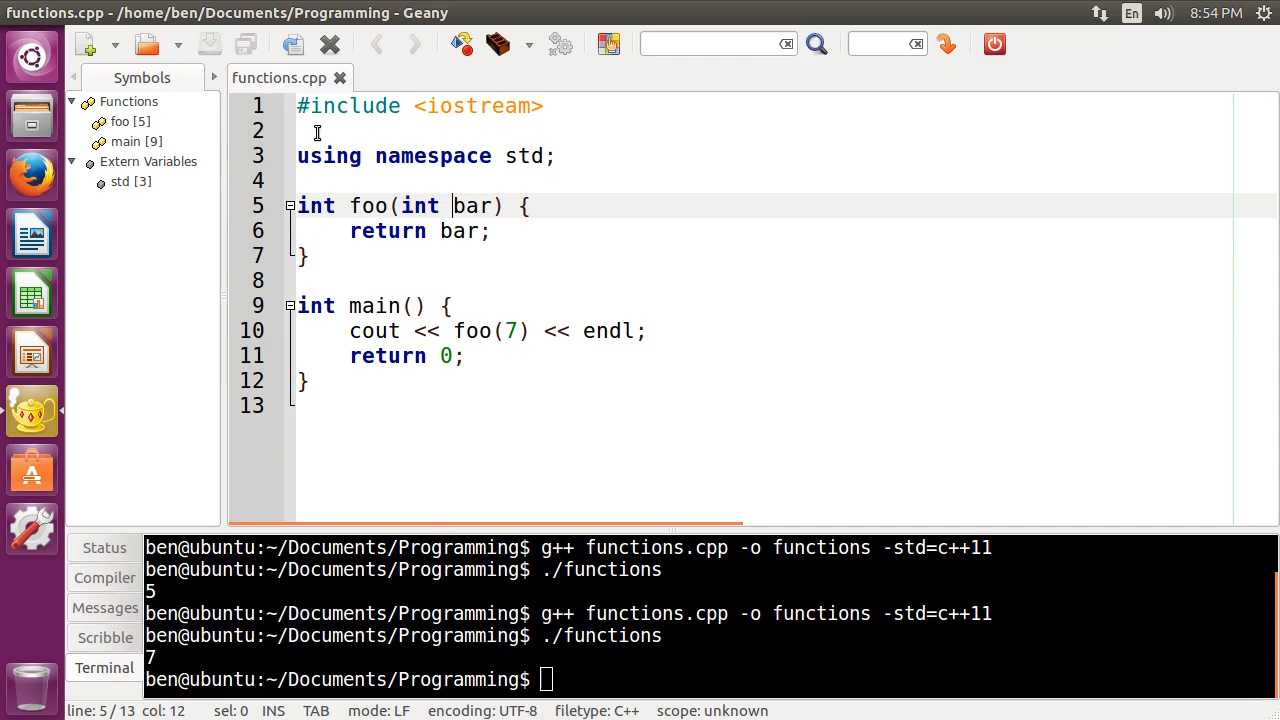 functions.cpp - /home/ben/Documents/Programming - Geany
En
8:54 PM
Symbols
functions.cpp
Functions
foo [5]
main [9]
Extern Variables
std [3]
1 #include <iostream>
2
3 using namespace std;
4
5 int foo(int bar) {
6 return bar;
7 }
8
9 int main() {
10 cout << foo(7) << endl;
11 return 0;
12 }
13
Status
Compiler
Messages
Scribble
Terminal
ben@ubuntu:~/Documents/Programming$ g++ functions.cpp -o functions -std=c++11
ben@ubuntu:~/Documents/Programming$ ./functions
5
ben@ubuntu:~/Documents/Programming$ g++ functions.cpp -o functions -std=c++11
ben@ubuntu:~/Documents/Programming$ ./functions
7
ben@ubuntu:~/Documents/Programming$
line: 5 / 13 col: 12 sel: 0 INS TAB mode: LF encoding: UTF-8 filetype: C++ scope: unknown